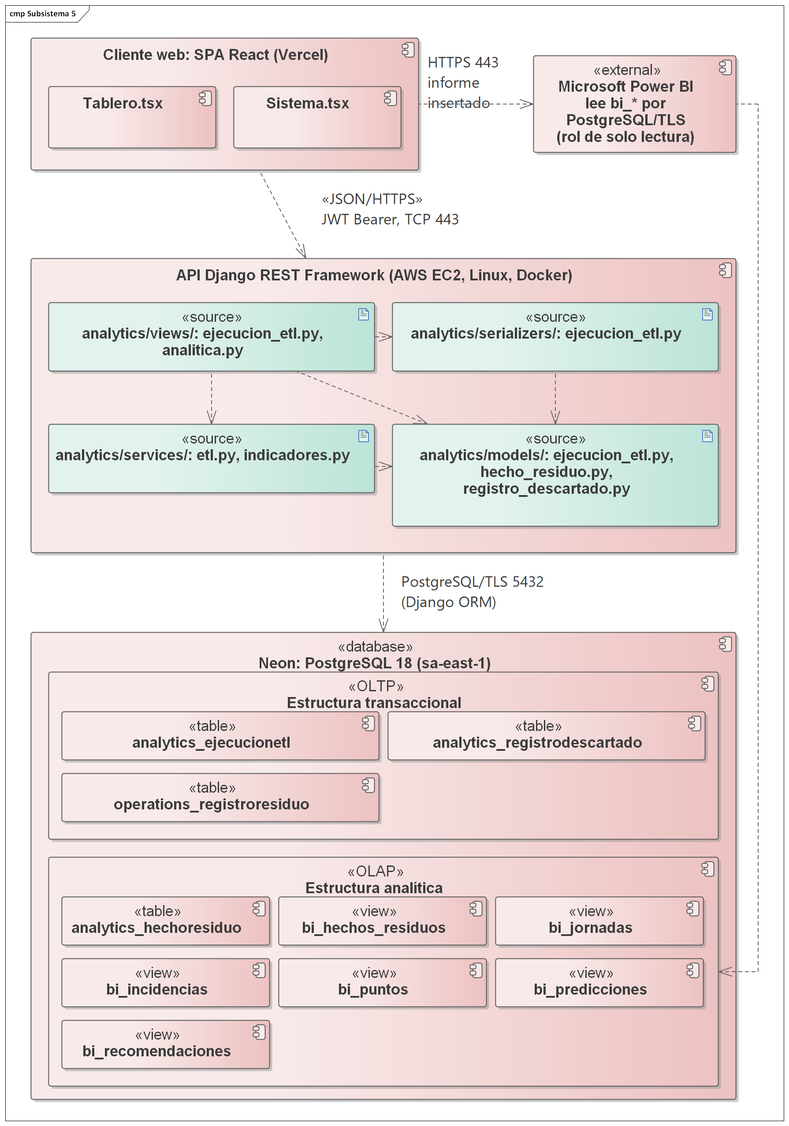 cmp Subsistema 5
Cliente web: SPA React (Vercel)
Tablero.tsx
Sistema.tsx
HTTPS 443
informe
insertado
«external»
Microsoft Power BI
lee bi_* por
PostgreSQL/TLS
(rol de solo lectura)
«JSON/HTTPS»
JWT Bearer, TCP 443
API Django REST Framework (AWS EC2, Linux, Docker)
«source»
analytics/views/: ejecucion_etl.py,
analitica.py
«source»
analytics/serializers/: ejecucion_etl.py
«source»
analytics/services/: etl.py, indicadores.py
«source»
analytics/models/: ejecucion_etl.py,
hecho_residuo.py,
registro_descartado.py
PostgreSQL/TLS 5432
(Django ORM)
«database»
Neon: PostgreSQL 18 (sa-east-1)
«OLTP»
Estructura transaccional
«table»
analytics_ejecucionetl
«table»
analytics_registrodescartado
«table»
operations_registroresiduo
«OLAP»
Estructura analítica
«table»
analytics_hechoresiduo
«view»
bi_hechos_residuos
«view»
bi_jornadas
«view»
bi_incidencias
«view»
bi_puntos
«view»
bi_predicciones
«view»
bi_recomendaciones